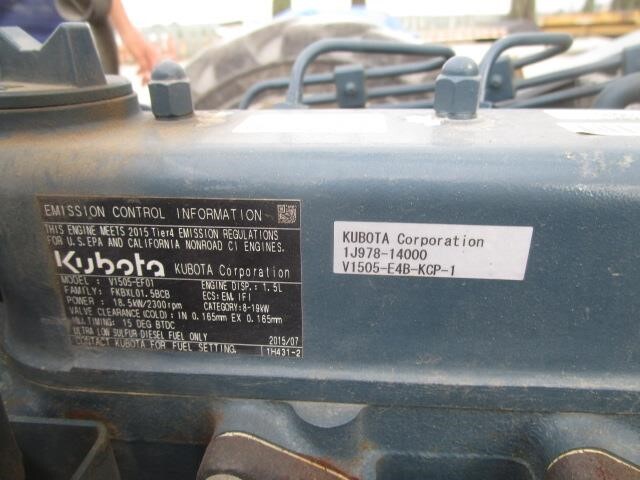 EMISSION CONTROL INFORMATION
THIS ENGINE MEETS 2015 Tier4 EMISSION REGULATIONS
FOR U.S.EPA AND CALIFORNIA NONROAD CI ENGINES.
Kubota KUBOTA Corporation
MODEL : V1505-EF01 ENGINE DISP.: 1.5L
FAMILY: FKBXL01.5BCB ECS: EM, IFI
POWER : 18.5kW/2300rpm CATEGORY: 8-19kW
VALVE CLEARANCE (COLD) : IN 0.165mm EX 0.165mm
INJ. TIMING: 15 DEG BTDC
ULTRA LOW SULFUR DIESEL FUEL ONLY 2015/07
CONTACT KUBOTA FOR FUEL SETTING. 1H431-2
KUBOTA Corporation
1J978-14000
V1505-E4B-KCP-1